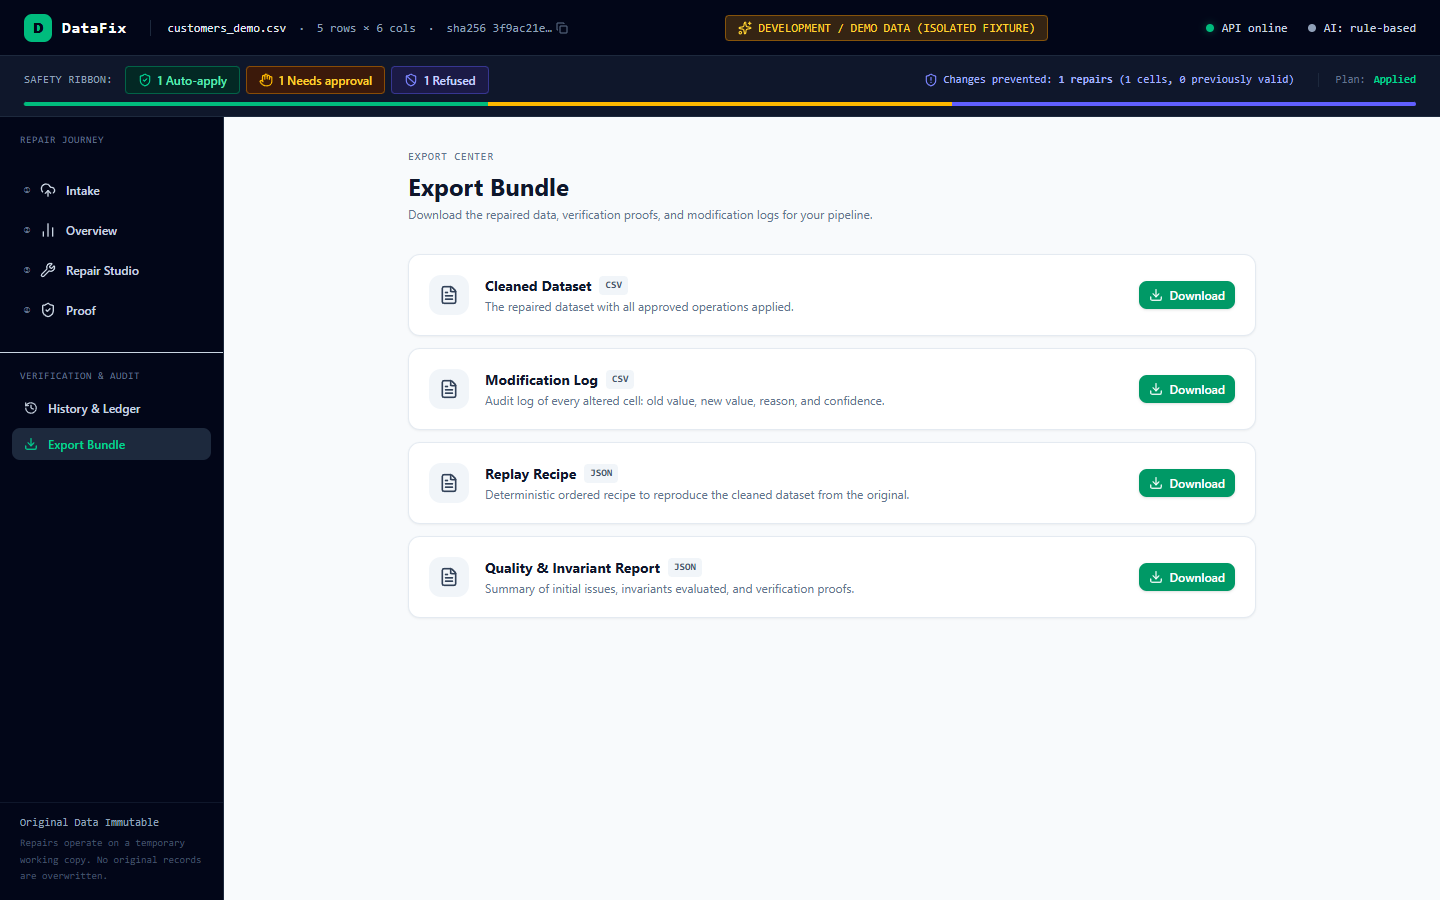 D DataFix
customers_demo.csv · 5 rows × 6 cols · sha256 3f9ac21e…
DEVELOPMENT / DEMO DATA (ISOLATED FIXTURE)
API online
AI: rule-based
SAFETY RIBBON:
1 Auto-apply
1 Needs approval
1 Refused
Changes prevented: 1 repairs (1 cells, 0 previously valid)
Plan: Applied
REPAIR JOURNEY
Intake
Overview
Repair Studio
Proof
VERIFICATION & AUDIT
History & Ledger
Export Bundle
Original Data Immutable
Repairs operate on a temporary
working copy. No original records
are overwritten.
EXPORT CENTER
Export Bundle
Download the repaired data, verification proofs, and modification logs for your pipeline.
Cleaned Dataset CSV
The repaired dataset with all approved operations applied.
Download
Modification Log CSV
Audit log of every altered cell: old value, new value, reason, and confidence.
Download
Replay Recipe JSON
Deterministic ordered recipe to reproduce the cleaned dataset from the original.
Download
Quality & Invariant Report JSON
Summary of initial issues, invariants evaluated, and verification proofs.
Download